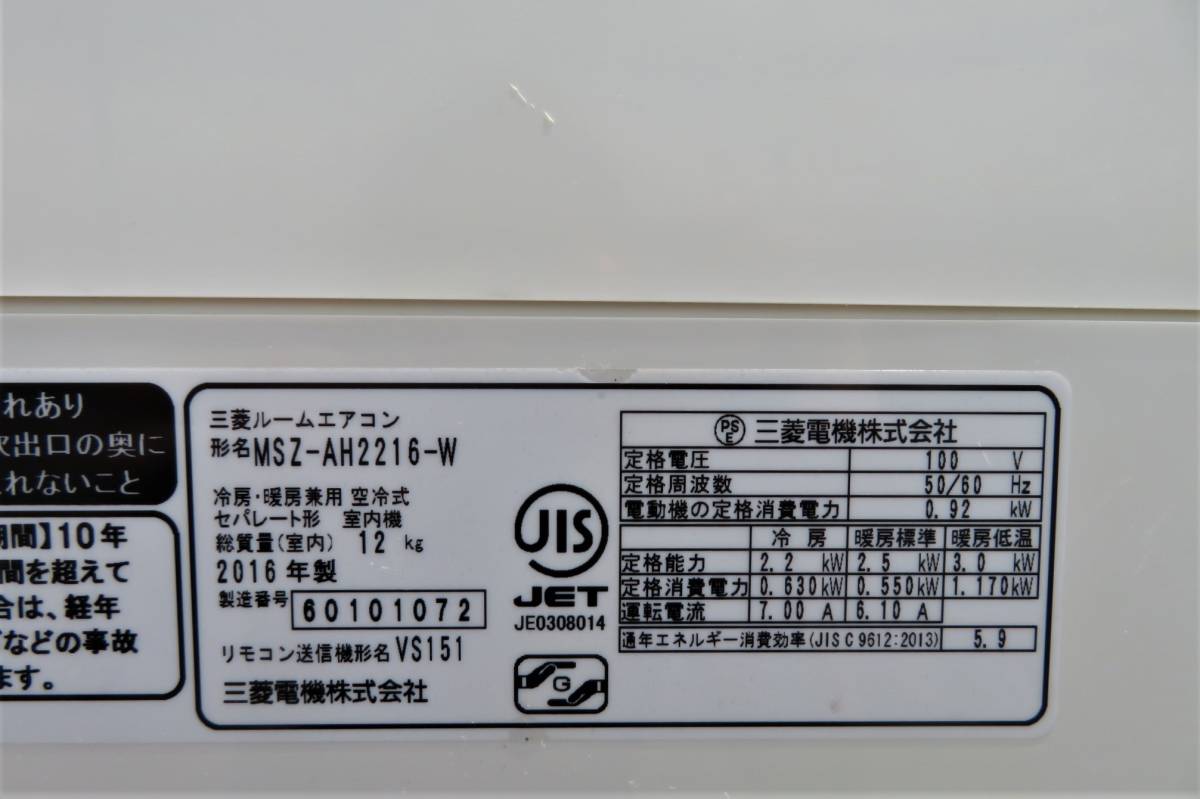 れあり
吹出口の奥に
れないこと
期間】10年
間を超えて
合は、経年
などの事故
ます。
三菱ルームエアコン
形名 MSZ-AH2216-W
冷房・暖房兼用 空冷式
セパレート形 室内機
総質量(室内) 12 kg
2016 年製
製造番号 60101072
リモコン送信機形名 VS151
三菱電機株式会社
JIS
JET
JE0308014
G
PSE 三菱電機株式会社
定格電圧 100 V
定格周波数 50/60 Hz
電動機の定格消費電力 0.92 kW
冷房 暖房標準 暖房低温
定格能力 2.2 kW 2.5 kW 3.0 kW
定格消費電力 0.630 kW 0.550 kW 1.170 kW
運転電流 7.00 A 6.10 A
通年エネルギー消費効率(JIS C 9612:2013) 5.9